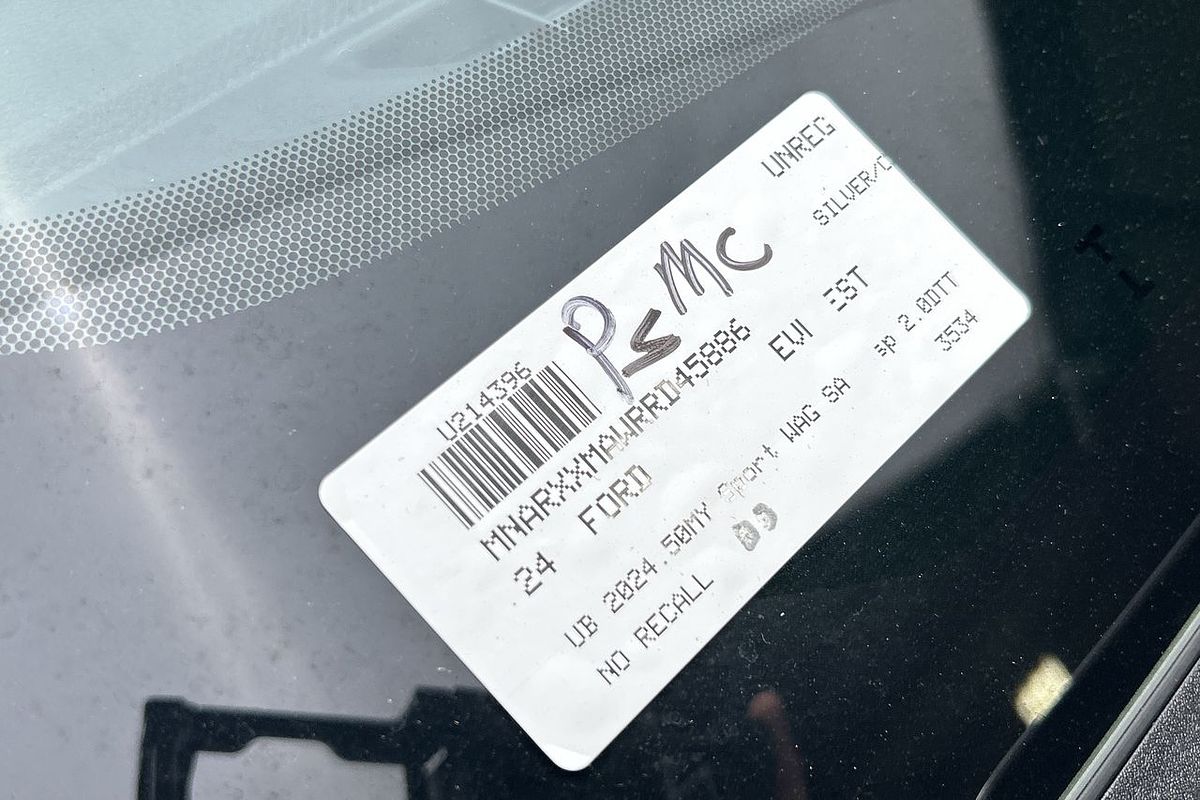 UNREG
SILVER/C
PsMC
U214396
MNARXXMAWRRD45886
24 FORD EVI EST
UB 2024.50MY Sport WAG SA sp 2.0DTT
NO RECALL 3534